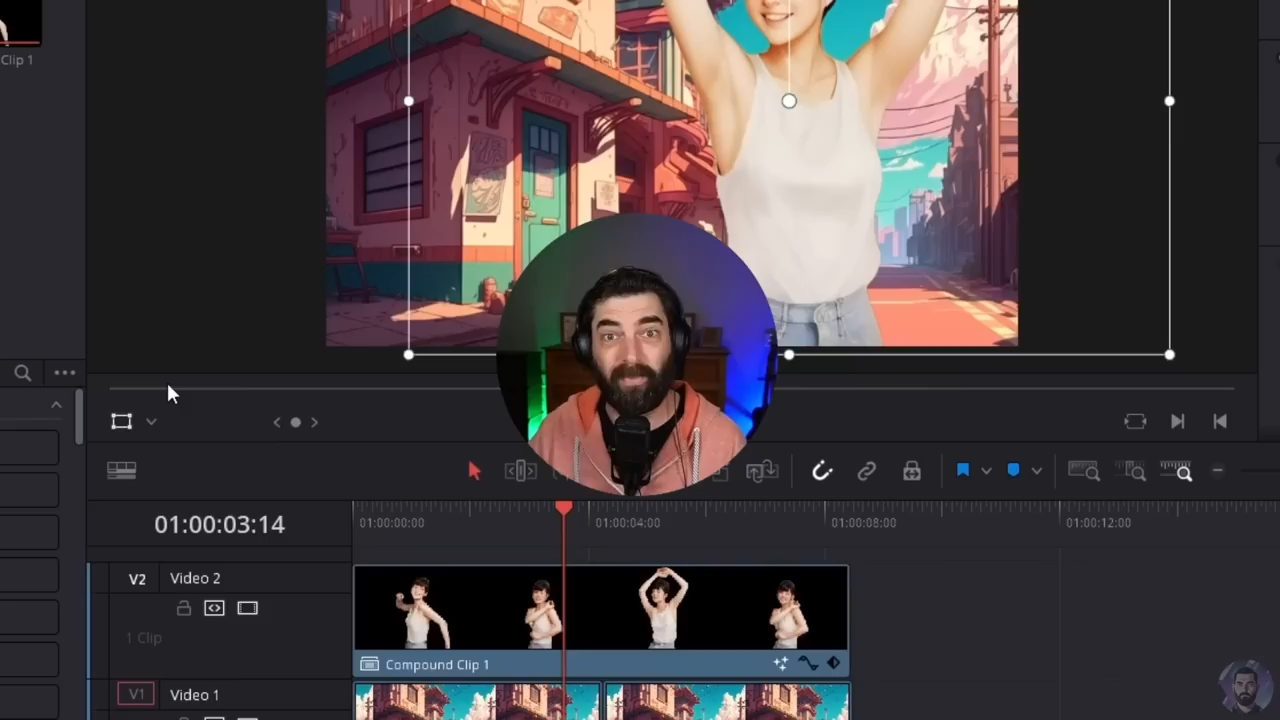 Clip 1
01:00:03:14
01:00:00:00
01:00:04:00
01:00:08:00
01:00:12:00
V2
Video 2
1 Clip
Compound Clip 1
V1
Video 1